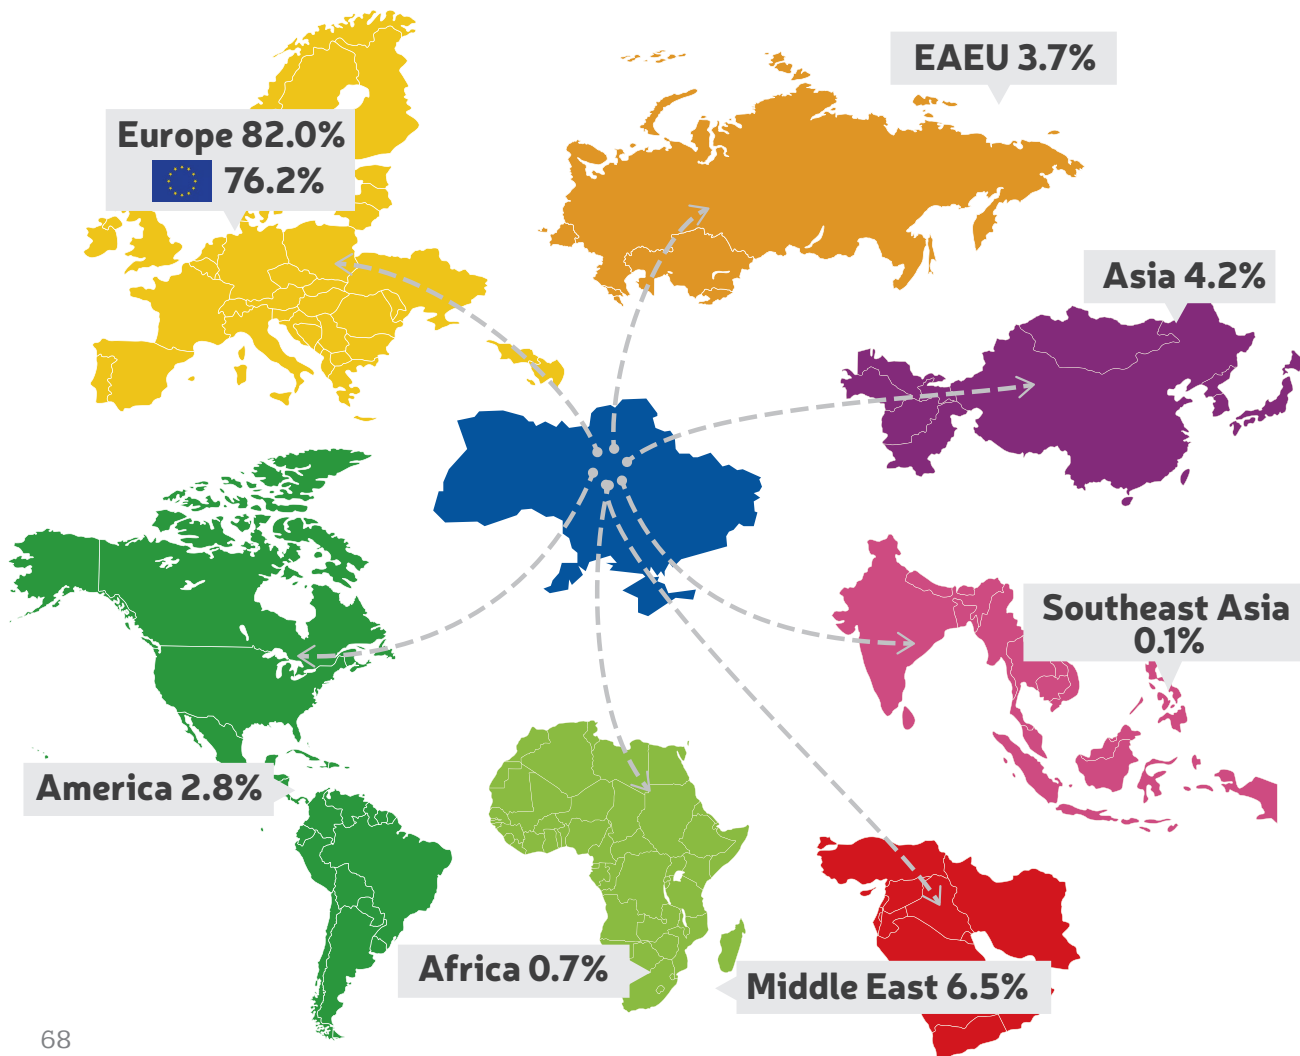 EAEU 3.7%
Europe 82.0%
76.2%
Asia 4.2%
Southeast Asia
0.1%
America 2.8%
Africa 0.7%
Middle East 6.5%
68